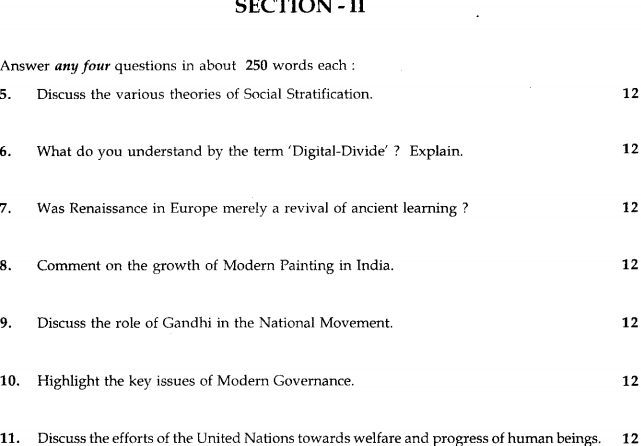 SECTION - II
Answer any four questions in about 250 words each :
5. Discuss the various theories of Social Stratification. 12
6. What do you understand by the term 'Digital-Divide' ? Explain. 12
7. Was Renaissance in Europe merely a revival of ancient learning ? 12
8. Comment on the growth of Modern Painting in India. 12
9. Discuss the role of Gandhi in the National Movement. 12
10. Highlight the key issues of Modern Governance. 12
11. Discuss the efforts of the United Nations towards welfare and progress of human beings. 12